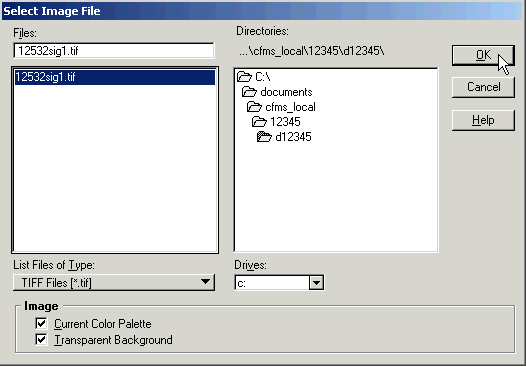 Select Image File
Files:
12532sig1.tif
12532sig1.tif
List Files of Type:
TIFF Files [*.tif]
Directories:
...\cfms_local\12345\d12345\
C:\
documents
cfms_local
12345
d12345
Drives:
c:
OK
Cancel
Help
Image
Current Color Palette
Transparent Background